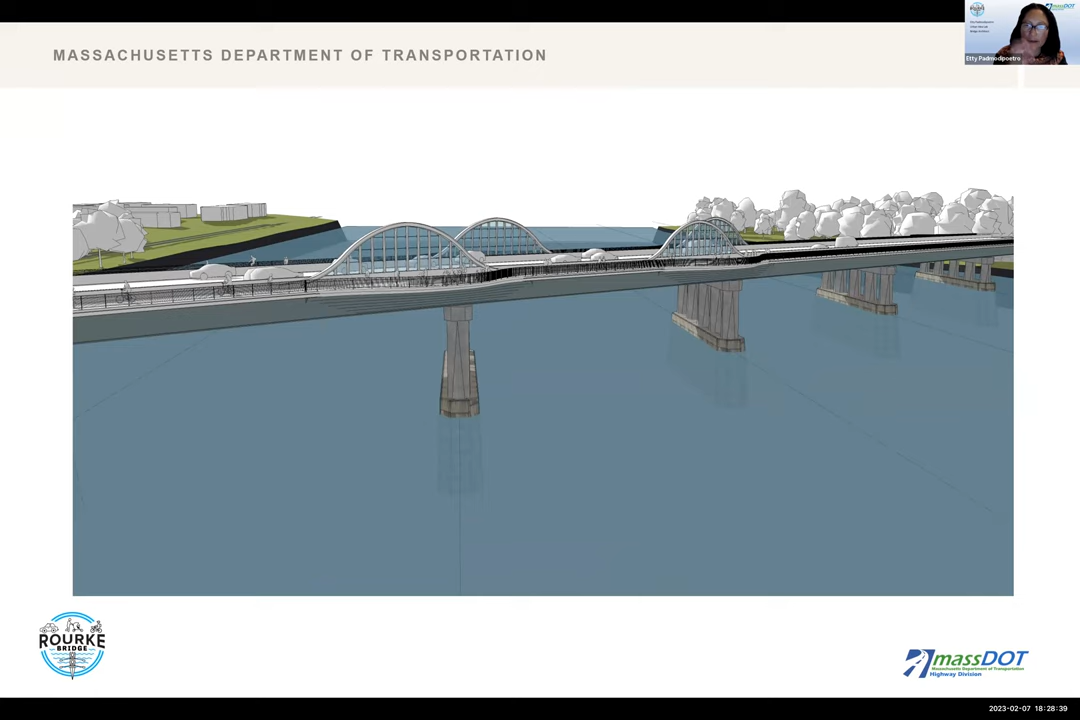 MASSACHUSETTS DEPARTMENT OF TRANSPORTATION
massDOT
Etty Padmodipoetro
ROURKE
BRIDGE
massDOT
Massachusetts Department of Transportation
Highway Division
2023-02-07 18:28:39